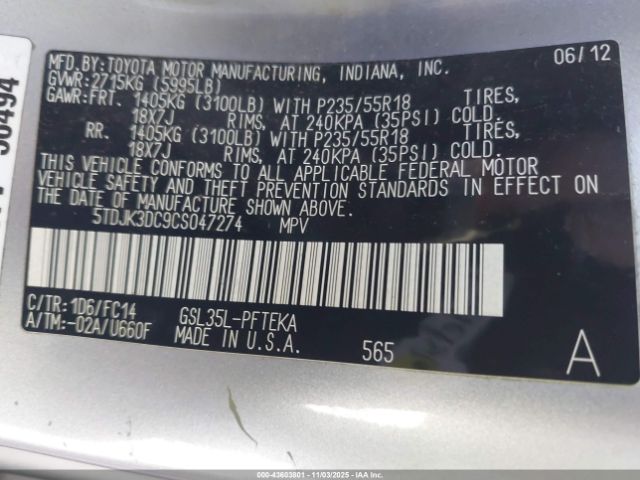 MFD.BY:TOYOTA MOTOR MANUFACTURING, INDIANA, INC. 06/12
GVWR:2715KG (5995LB)
GAWR:FRT. 1405KG (3100LB) WITH P235/55R18 TIRES,
18X7J RIMS, AT 240KPA (35PSI) COLD.
RR. 1405KG (3100LB) WITH P235/55R18 TIRES,
18X7J RIMS, AT 240KPA (35PSI) COLD.
THIS VEHICLE CONFORMS TO ALL APPLICABLE FEDERAL MOTOR
VEHICLE SAFETY AND THEFT PREVENTION STANDARDS IN EFFECT ON
THE DATE OF MANUFACTURE SHOWN ABOVE.
5TDJK3DC9CS047274 MPV
C/TR:1D6/FC14 GSL35L-PFTEKA
A/TM:-02A/U660F MADE IN U.S.A. 565 A
000-43603801 - 11/03/2025 - IAAI.COM